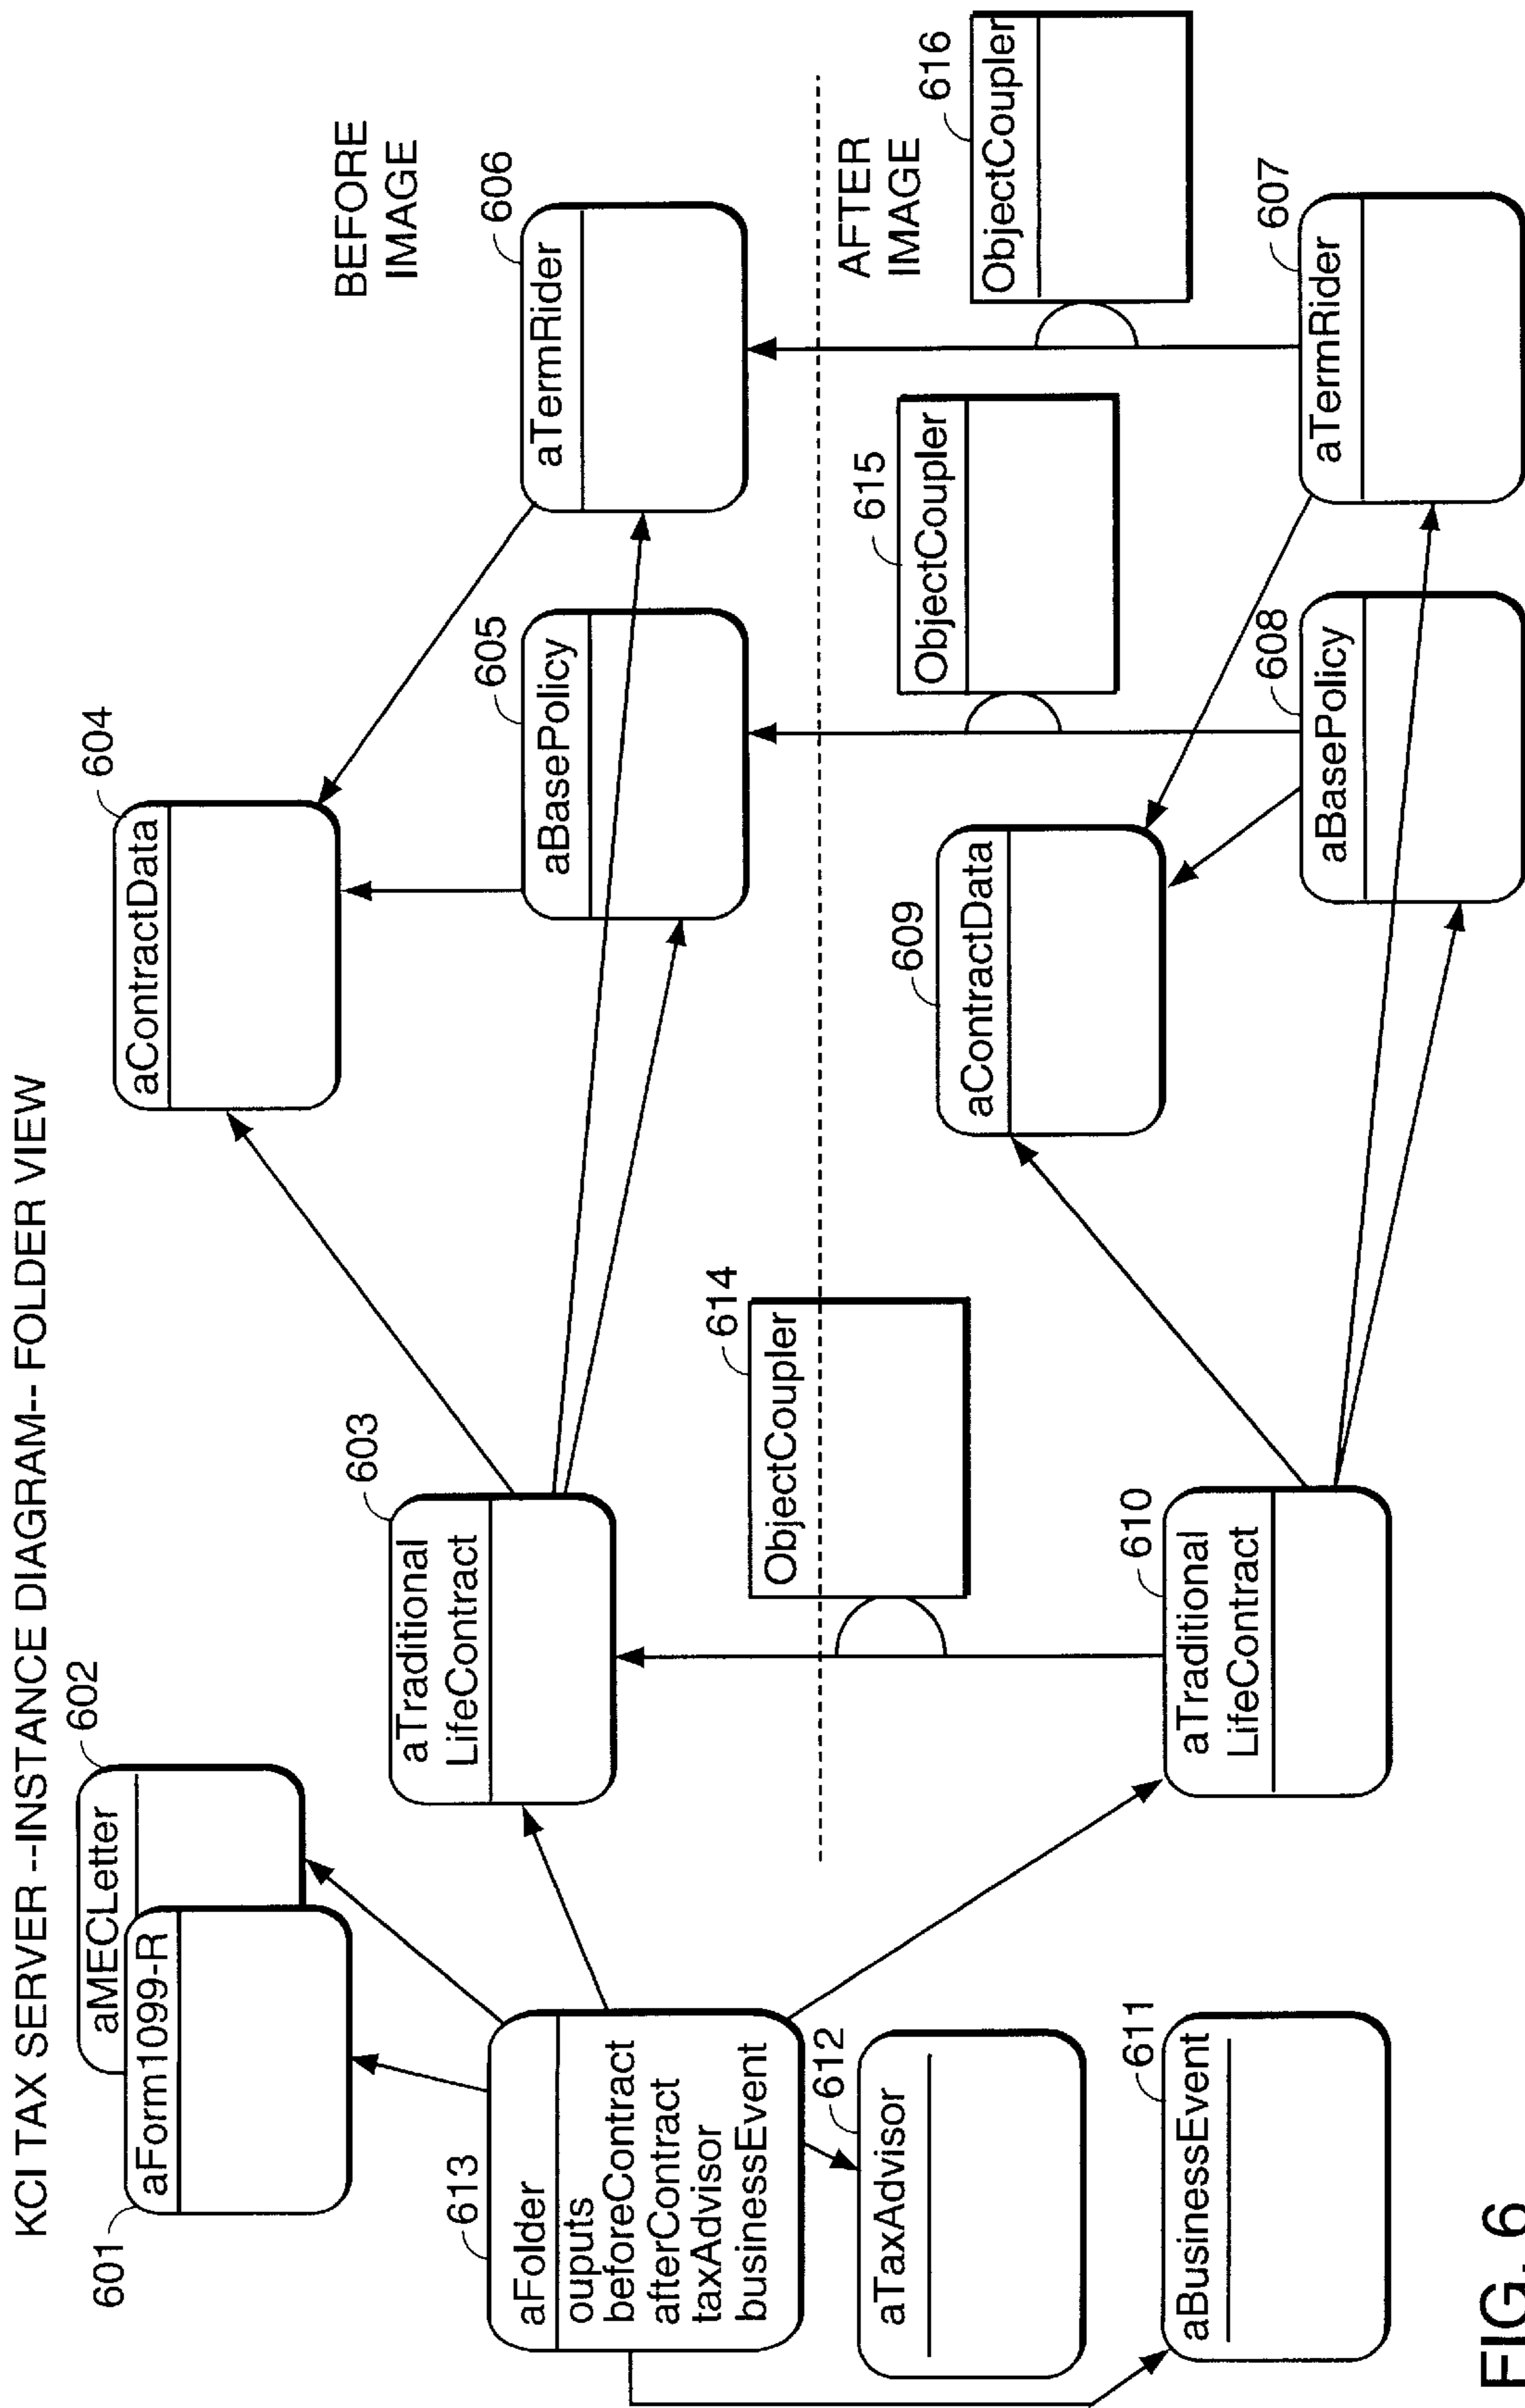 KCI TAX SERVER --INSTANCE DIAGRAM-- FOLDER VIEW
602
aMECLetter
601
aForm1099-R
613
aFolder
ouputs
beforeContract
afterContract
taxAdvisor
businessEvent
612
aTaxAdvisor
611
aBusinessEvent
603
aTraditional
LifeContract
604
aContractData
605
aBasePolicy
606
aTermRider
BEFORE
IMAGE
AFTER
IMAGE
614
ObjectCoupler
615
ObjectCoupler
616
ObjectCoupler
610
aTraditional
LifeContract
609
aContractData
608
aBasePolicy
607
aTermRider
FIG. 6